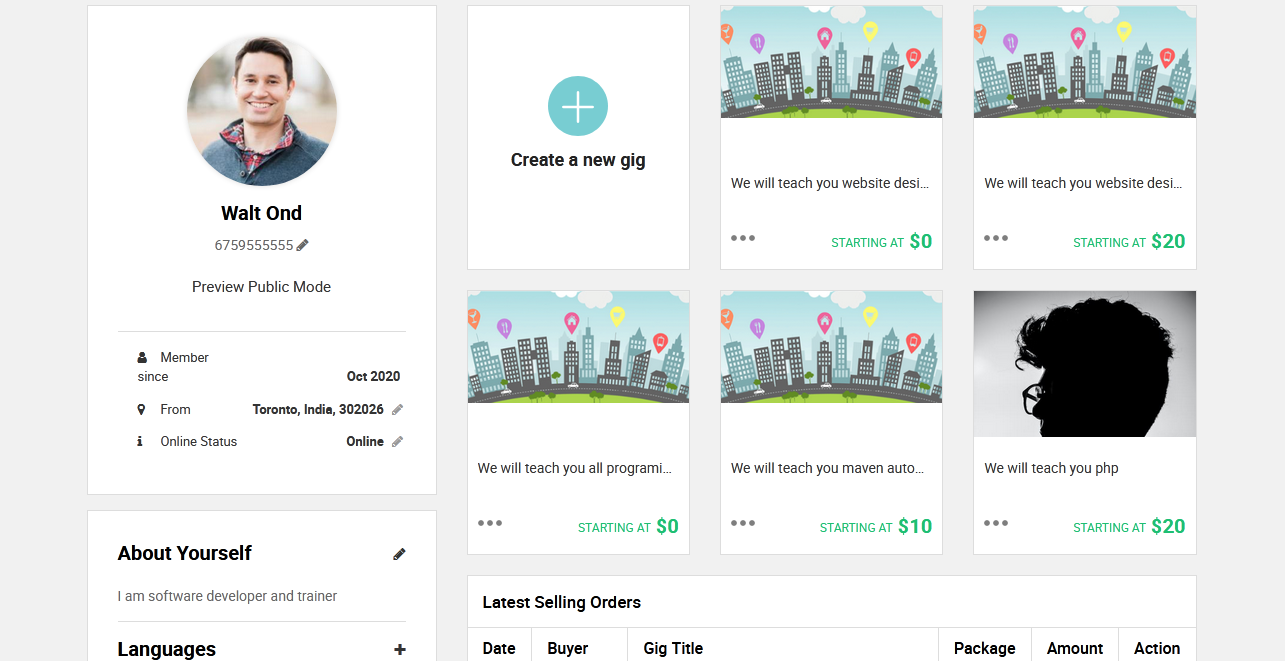 Walt Ond
6759555555
Preview Public Mode
Member
since
Oct 2020
From
Toronto, India, 302026
Online Status
Online
About Yourself
I am software developer and trainer
Languages
Create a new gig
We will teach you website desi...
STARTING AT $0
We will teach you website desi...
STARTING AT $20
We will teach you all programi...
STARTING AT $0
We will teach you maven auto...
STARTING AT $10
We will teach you php
STARTING AT $20
Latest Selling Orders
Date Buyer Gig Title Package Amount Action